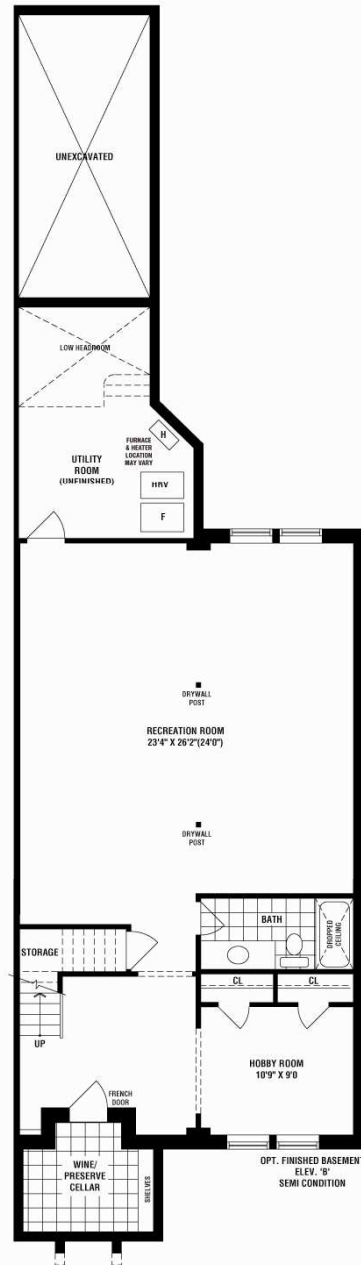 UNEXCAVATED
LOW HEADROOM
H
FURNACE
& HEATER
LOCATION
MAY VARY
UTILITY
ROOM
(UNFINISHED)
HRV
F
DRYWALL
POST
RECREATION ROOM
23'4" X 26'2"(24'0")
DRYWALL
POST
STORAGE
BATH
DROPPED
CEILING
CL
CL
UP
HOBBY ROOM
10'9" X 9'0
FRENCH
DOOR
WINE/
PRESERVE
CELLAR
SHELVES
OPT. FINISHED BASEMENT
ELEV. 'B'
SEMI CONDITION